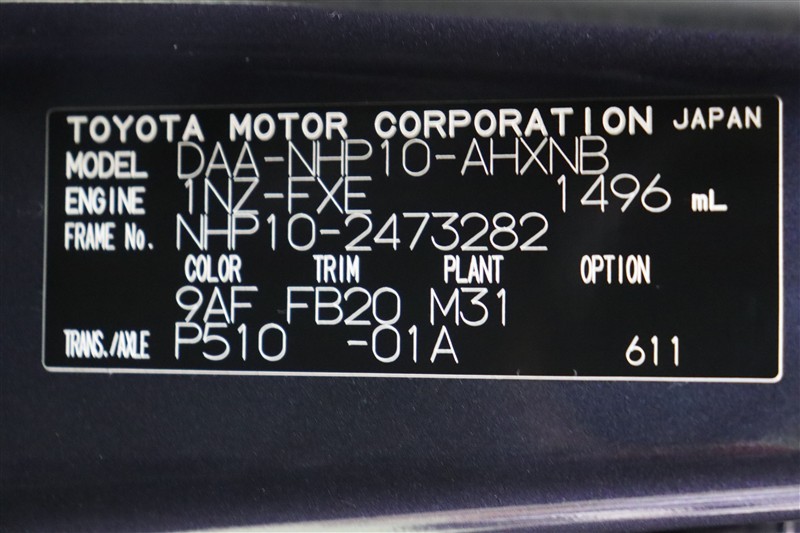 TOYOTA MOTOR CORPORATION JAPAN
MODEL DAA-NHP10-AHXNB
ENGINE 1NZ-FXE 1496 mL
FRAME No. NHP10-2473282
COLOR TRIM PLANT OPTION
9AF FB20 M31
TRANS./AXLE P510 -01A 611